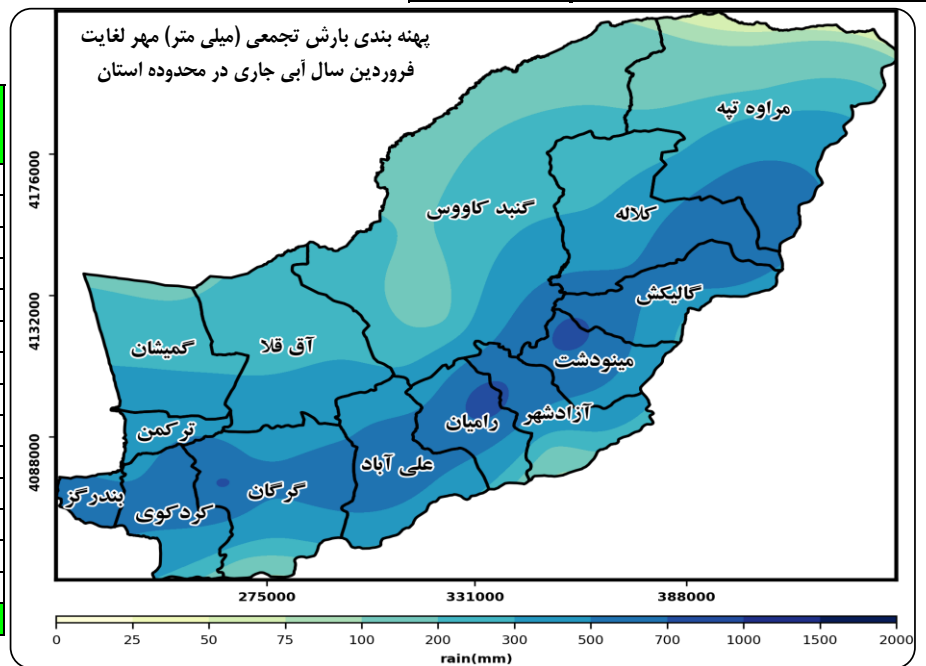 پهنه بندی بارش تجمعی (میلی متر) مهر لغایت
فروردین سال آبی جاری در محدوده استان
مراوه تپه
گنبد کاووس
کلاله
گالیکش
گمیشان
آق قلا
مینودشت
ترکمن
رامیان
آزادشهر
علی آباد
بندرگز
کردکوی
گرگان
4176000
4132000
4088000
275000
331000
388000
0 25 50 75 100 200 300 500 700 1000 1500 2000
rain(mm)